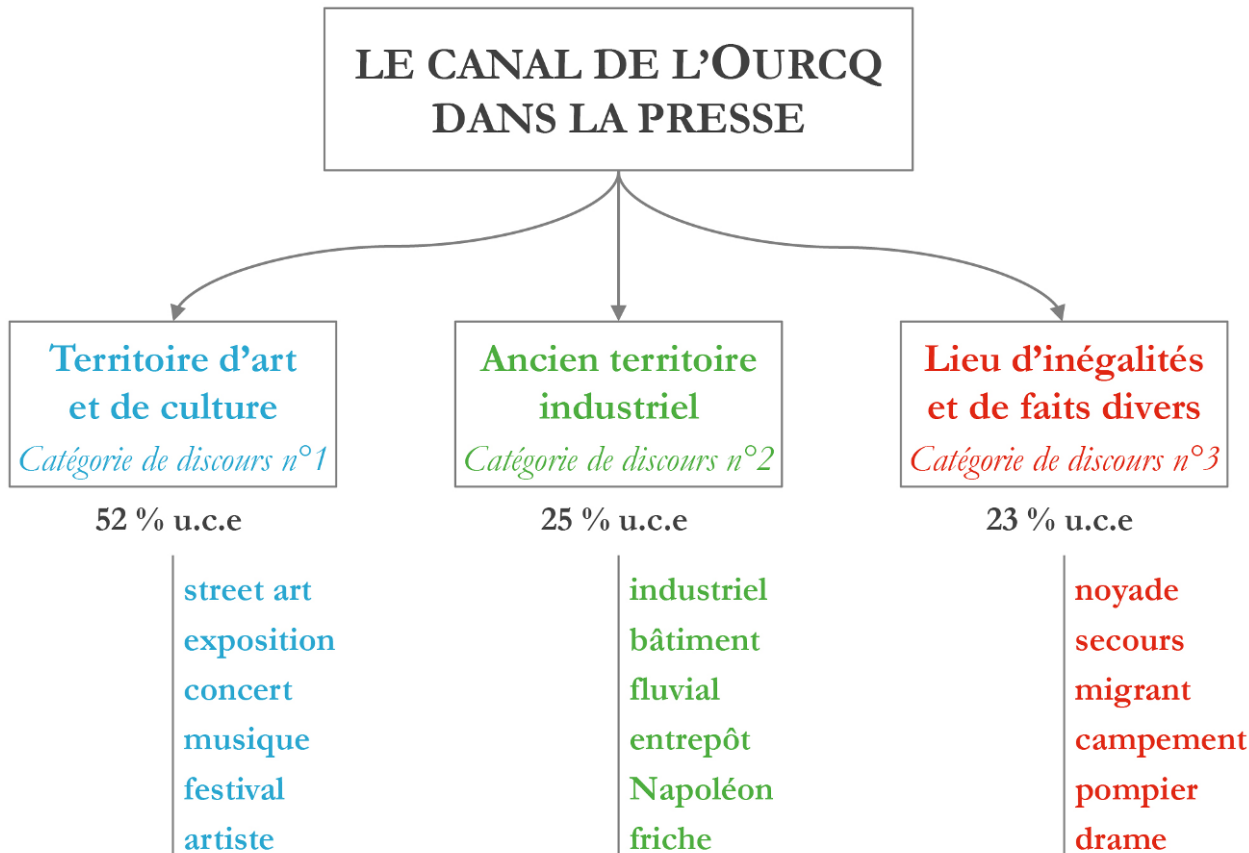 LE CANAL DE L'OURCQ
DANS LA PRESSE
Territoire d'art
et de culture
Catégorie de discours n°1
52 % u.c.e
street art
exposition
concert
musique
festival
artiste
Ancien territoire
industriel
Catégorie de discours n°2
25 % u.c.e
industriel
bâtiment
fluvial
entrepôt
Napoléon
friche
Lieu d'inégalités
et de faits divers
Catégorie de discours n°3
23 % u.c.e
noyade
secours
migrant
campement
pompier
drame